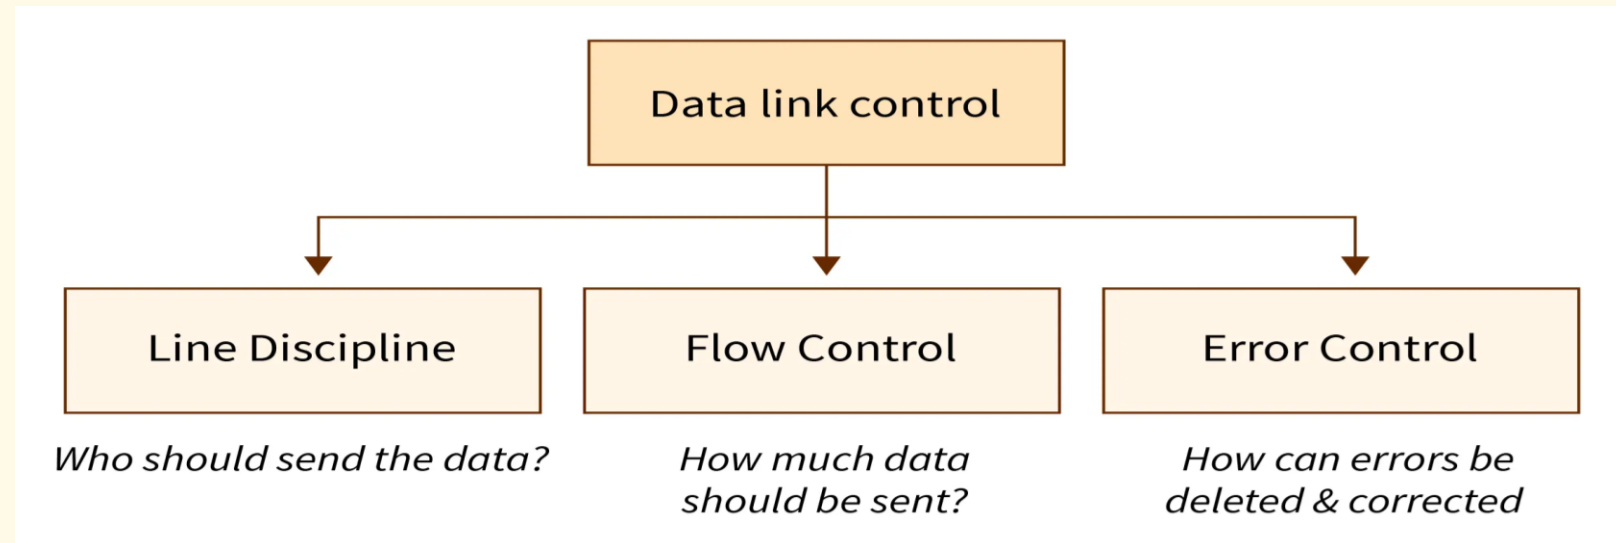 Data link control
Line Discipline
Flow Control
Error Control
Who should send the data?
How much data
should be sent?
How can errors be
deleted & corrected